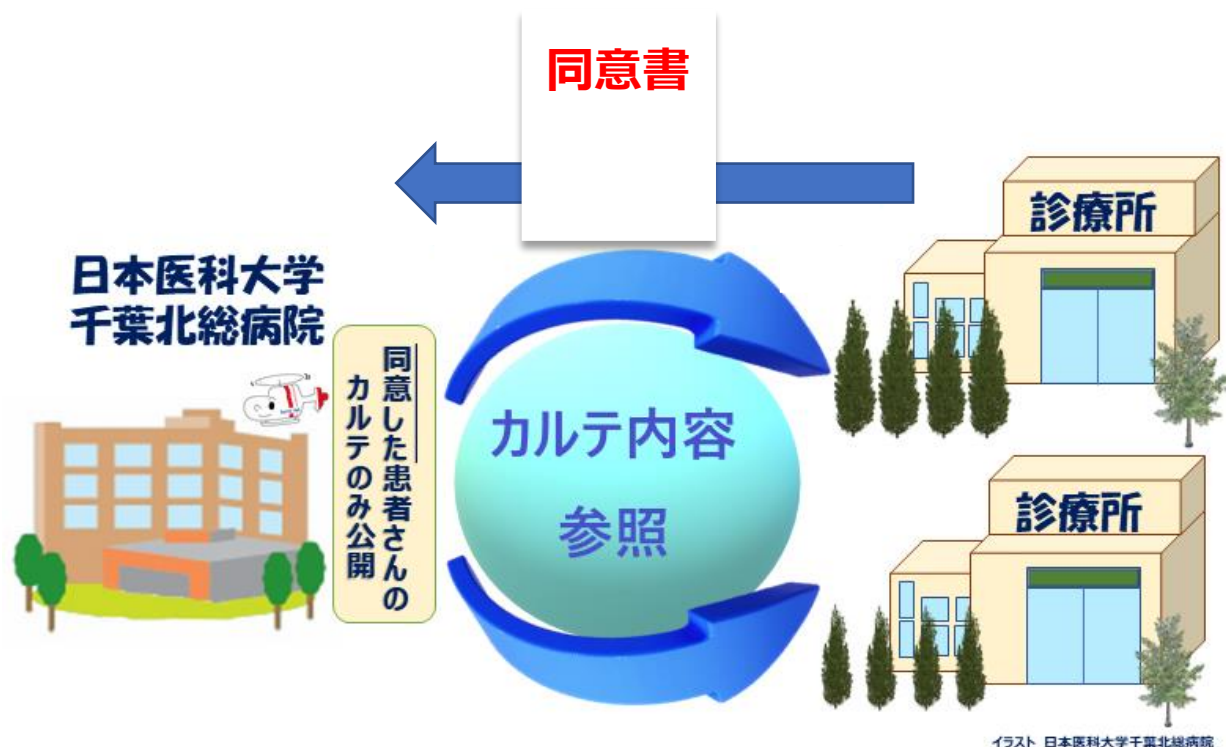 同意書
診療所
日本医科大学
千葉北総病院
同意した患者さんの
カルテのみ公開
カルテ内容
参照
診療所
イラスト 日本医科大学千葉北総病院